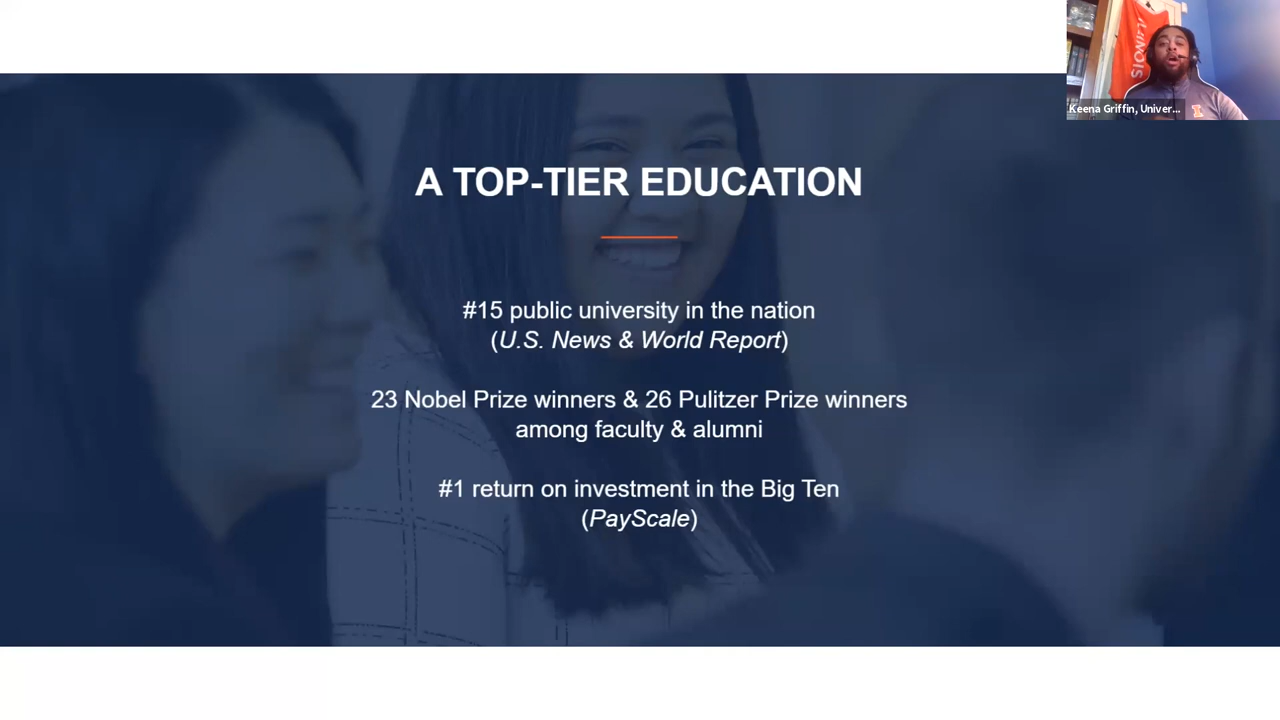 A TOP-TIER EDUCATION
#15 public university in the nation
(U.S. News & World Report)
23 Nobel Prize winners & 26 Pulitzer Prize winners
among faculty & alumni
#1 return on investment in the Big Ten
(PayScale)
ILLINOIS
Keena Griffin, Univer...
I